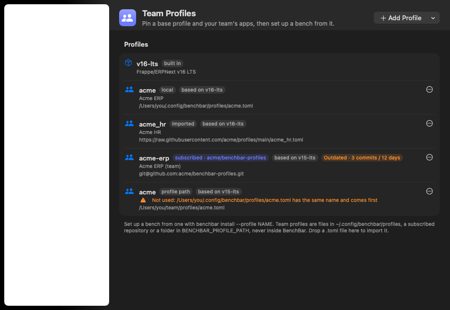 Team Profiles
Pin a base profile and your team's apps, then set up a bench from it.
Add Profile
Profiles
v16-lts built in
Frappe/ERPNext v16 LTS
acme local based on v16-lts
Acme ERP
/Users/you/.config/benchbar/profiles/acme.toml
acme_hr imported based on v16-lts
Acme HR
https://raw.githubusercontent.com/acme/profiles/main/acme_hr.toml
acme-erp subscribed · acme/benchbar-profiles based on v15-lts Outdated · 3 commits / 12 days
Acme ERP (team)
git@github.com:acme/benchbar-profiles.git
acme profile path based on v15-lts
Not used: /Users/you/.config/benchbar/profiles/acme.toml has the same name and comes first
/Users/you/team/profiles/acme.toml
Set up a bench from one with benchbar install --profile NAME. Team profiles are files in ~/.config/benchbar/profiles, a subscribed
repository or a folder in BENCHBAR_PROFILE_PATH, never inside BenchBar. Drop a .toml file here to import it.